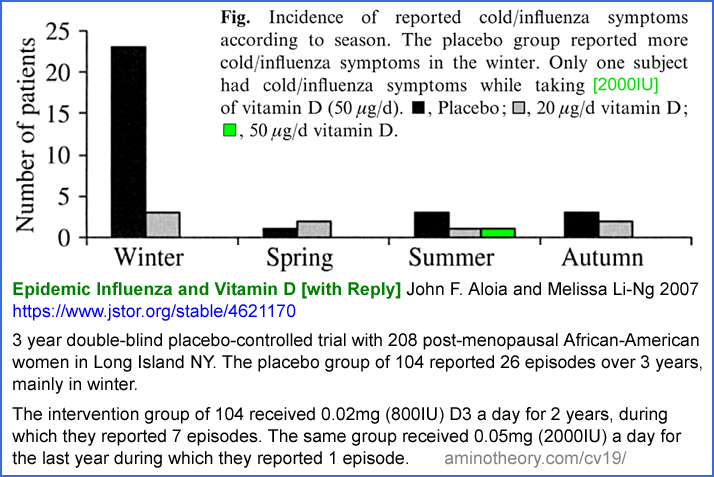 Fig. Incidence of reported cold/influenza symptoms
according to season. The placebo group reported more
cold/influenza symptoms in the winter. Only one subject
had cold/influenza symptoms while taking [2000IU]
of vitamin D (50 µg/d). ■, Placebo; ■, 20 µg/d vitamin D;
■, 50 µg/d vitamin D.
Number of patients
25
20
15
10
5
0
Winter Spring Summer Autumn
Epidemic Influenza and Vitamin D [with Reply] John F. Aloia and Melissa Li-Ng 2007
https://www.jstor.org/stable/4621170
3 year double-blind placebo-controlled trial with 208 post-menopausal African-American
women in Long Island NY. The placebo group of 104 reported 26 episodes over 3 years,
mainly in winter.
The intervention group of 104 received 0.02mg (800IU) D3 a day for 2 years, during
which they reported 7 episodes. The same group received 0.05mg (2000IU) a day for
the last year during which they reported 1 episode. aminotheory.com/cv19/